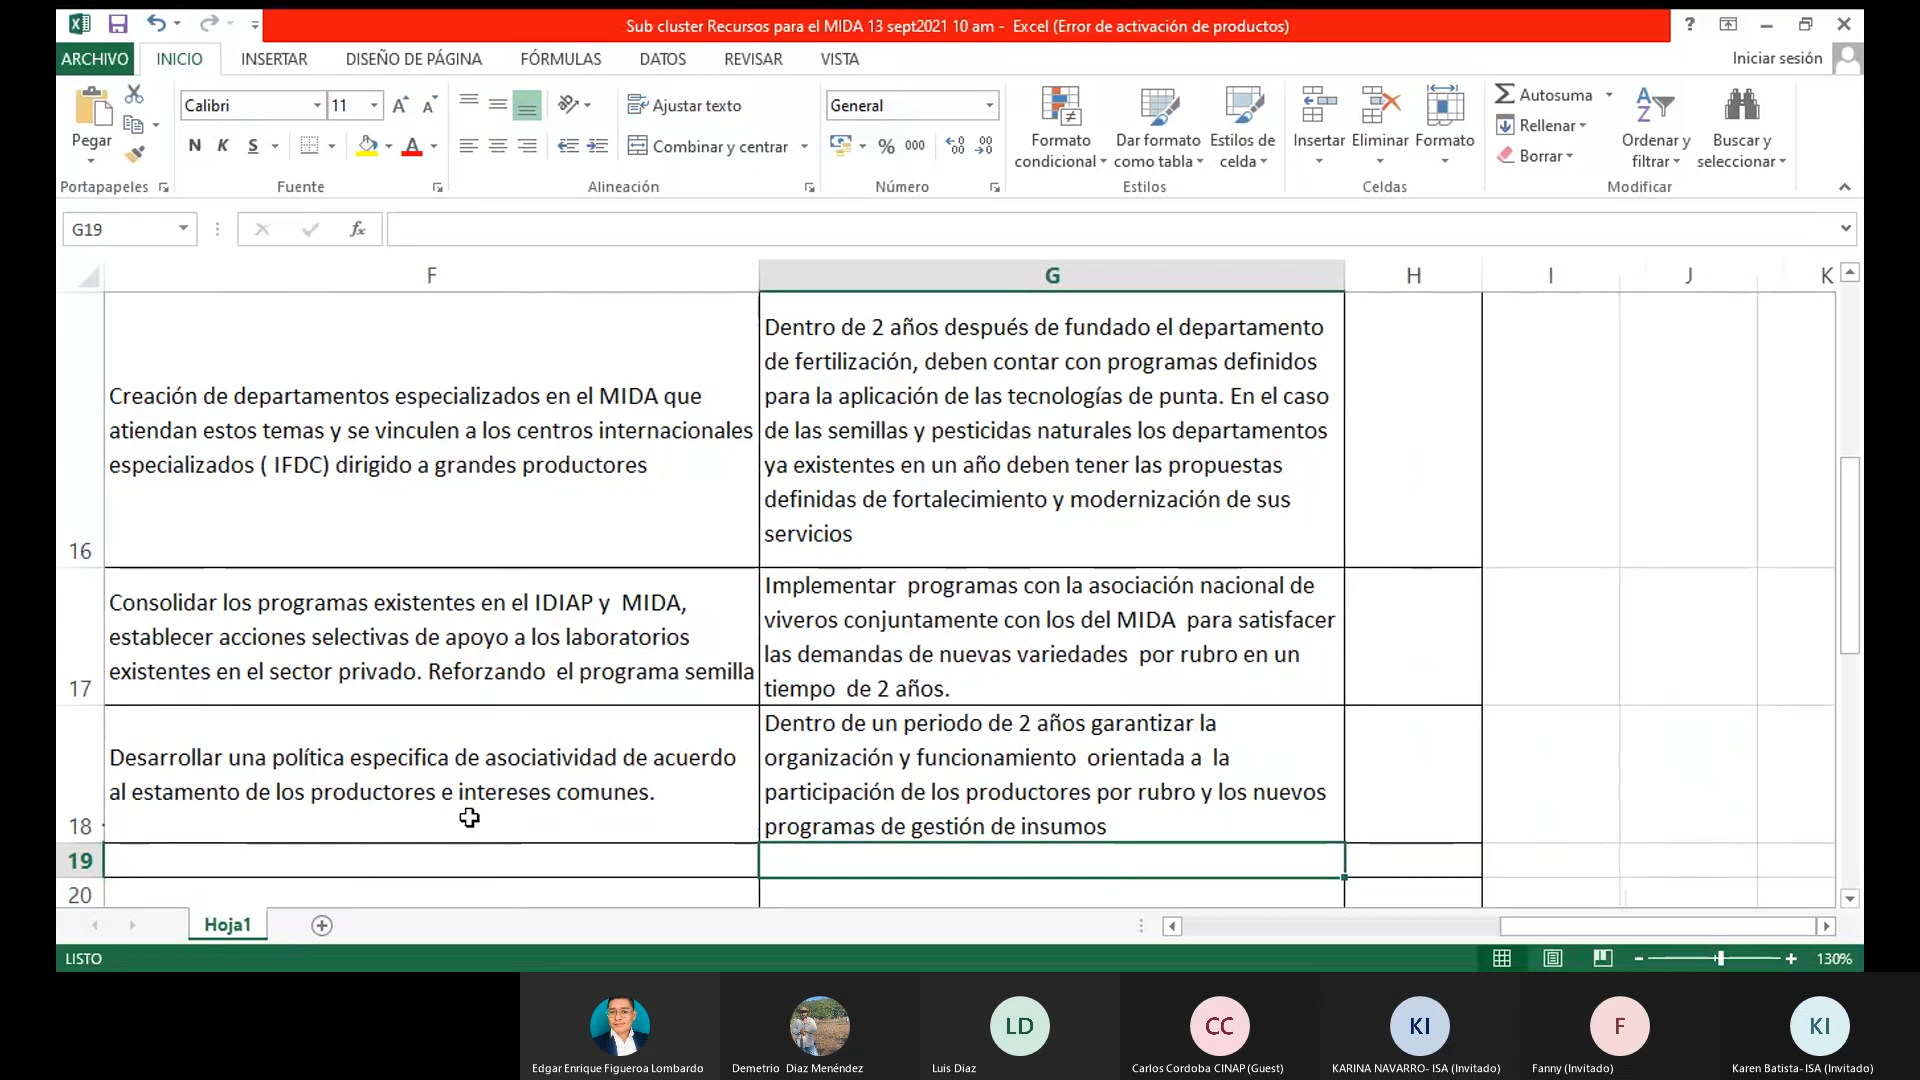 Sub cluster Recursos para el MIDA 13 sept2021 10 am - Excel (Error de activación de productos)
?
ARCHIVO INICIO INSERTAR DISEÑO DE PÁGINA FÓRMULAS DATOS REVISAR VISTA Iniciar sesión
Pegar
Calibri 11
N K S
Ajustar texto
Combinar y centrar
General
% 000
Formato condicional
Dar formato como tabla
Estilos de celda
Insertar Eliminar Formato
Autosuma
Rellenar
Borrar
Ordenar y filtrar
Buscar y seleccionar
Portapapeles Fuente Alineación Número Estilos Celdas Modificar
G19
fx
F G H I J K
Creación de departamentos especializados en el MIDA que
atiendan estos temas y se vinculen a los centros internacionales
especializados ( IFDC) dirigido a grandes productores
Dentro de 2 años después de fundado el departamento
de fertilización, deben contar con programas definidos
para la aplicación de las tecnologías de punta. En el caso
de las semillas y pesticidas naturales los departamentos
ya existentes en un año deben tener las propuestas
definidas de fortalecimiento y modernización de sus
servicios
16
Consolidar los programas existentes en el IDIAP y  MIDA,
establecer acciones selectivas de apoyo a los laboratorios
existentes en el sector privado. Reforzando  el programa semilla
Implementar  programas con la asociación nacional de
viveros conjuntamente con los del MIDA  para satisfacer
las demandas de nuevas variedades  por rubro en un
tiempo  de 2 años.
17
Desarrollar una política especifica de asociatividad de acuerdo
al estamento de los productores e intereses comunes.
Dentro de un periodo de 2 años garantizar la
organización y funcionamiento  orientada a  la
participación de los productores por rubro y los nuevos
programas de gestión de insumos
18
19
20
Hoja1
LISTO
130%
LD CC KI F KI
Edgar Enrique Figueroa Lombardo
Demetrio Diaz Menéndez
Luis Diaz
Carlos Cordoba CINAP (Guest)
KARINA NAVARRO- ISA (Invitado)
Fanny (Invitado)
Karen Batista- ISA (Invitado)